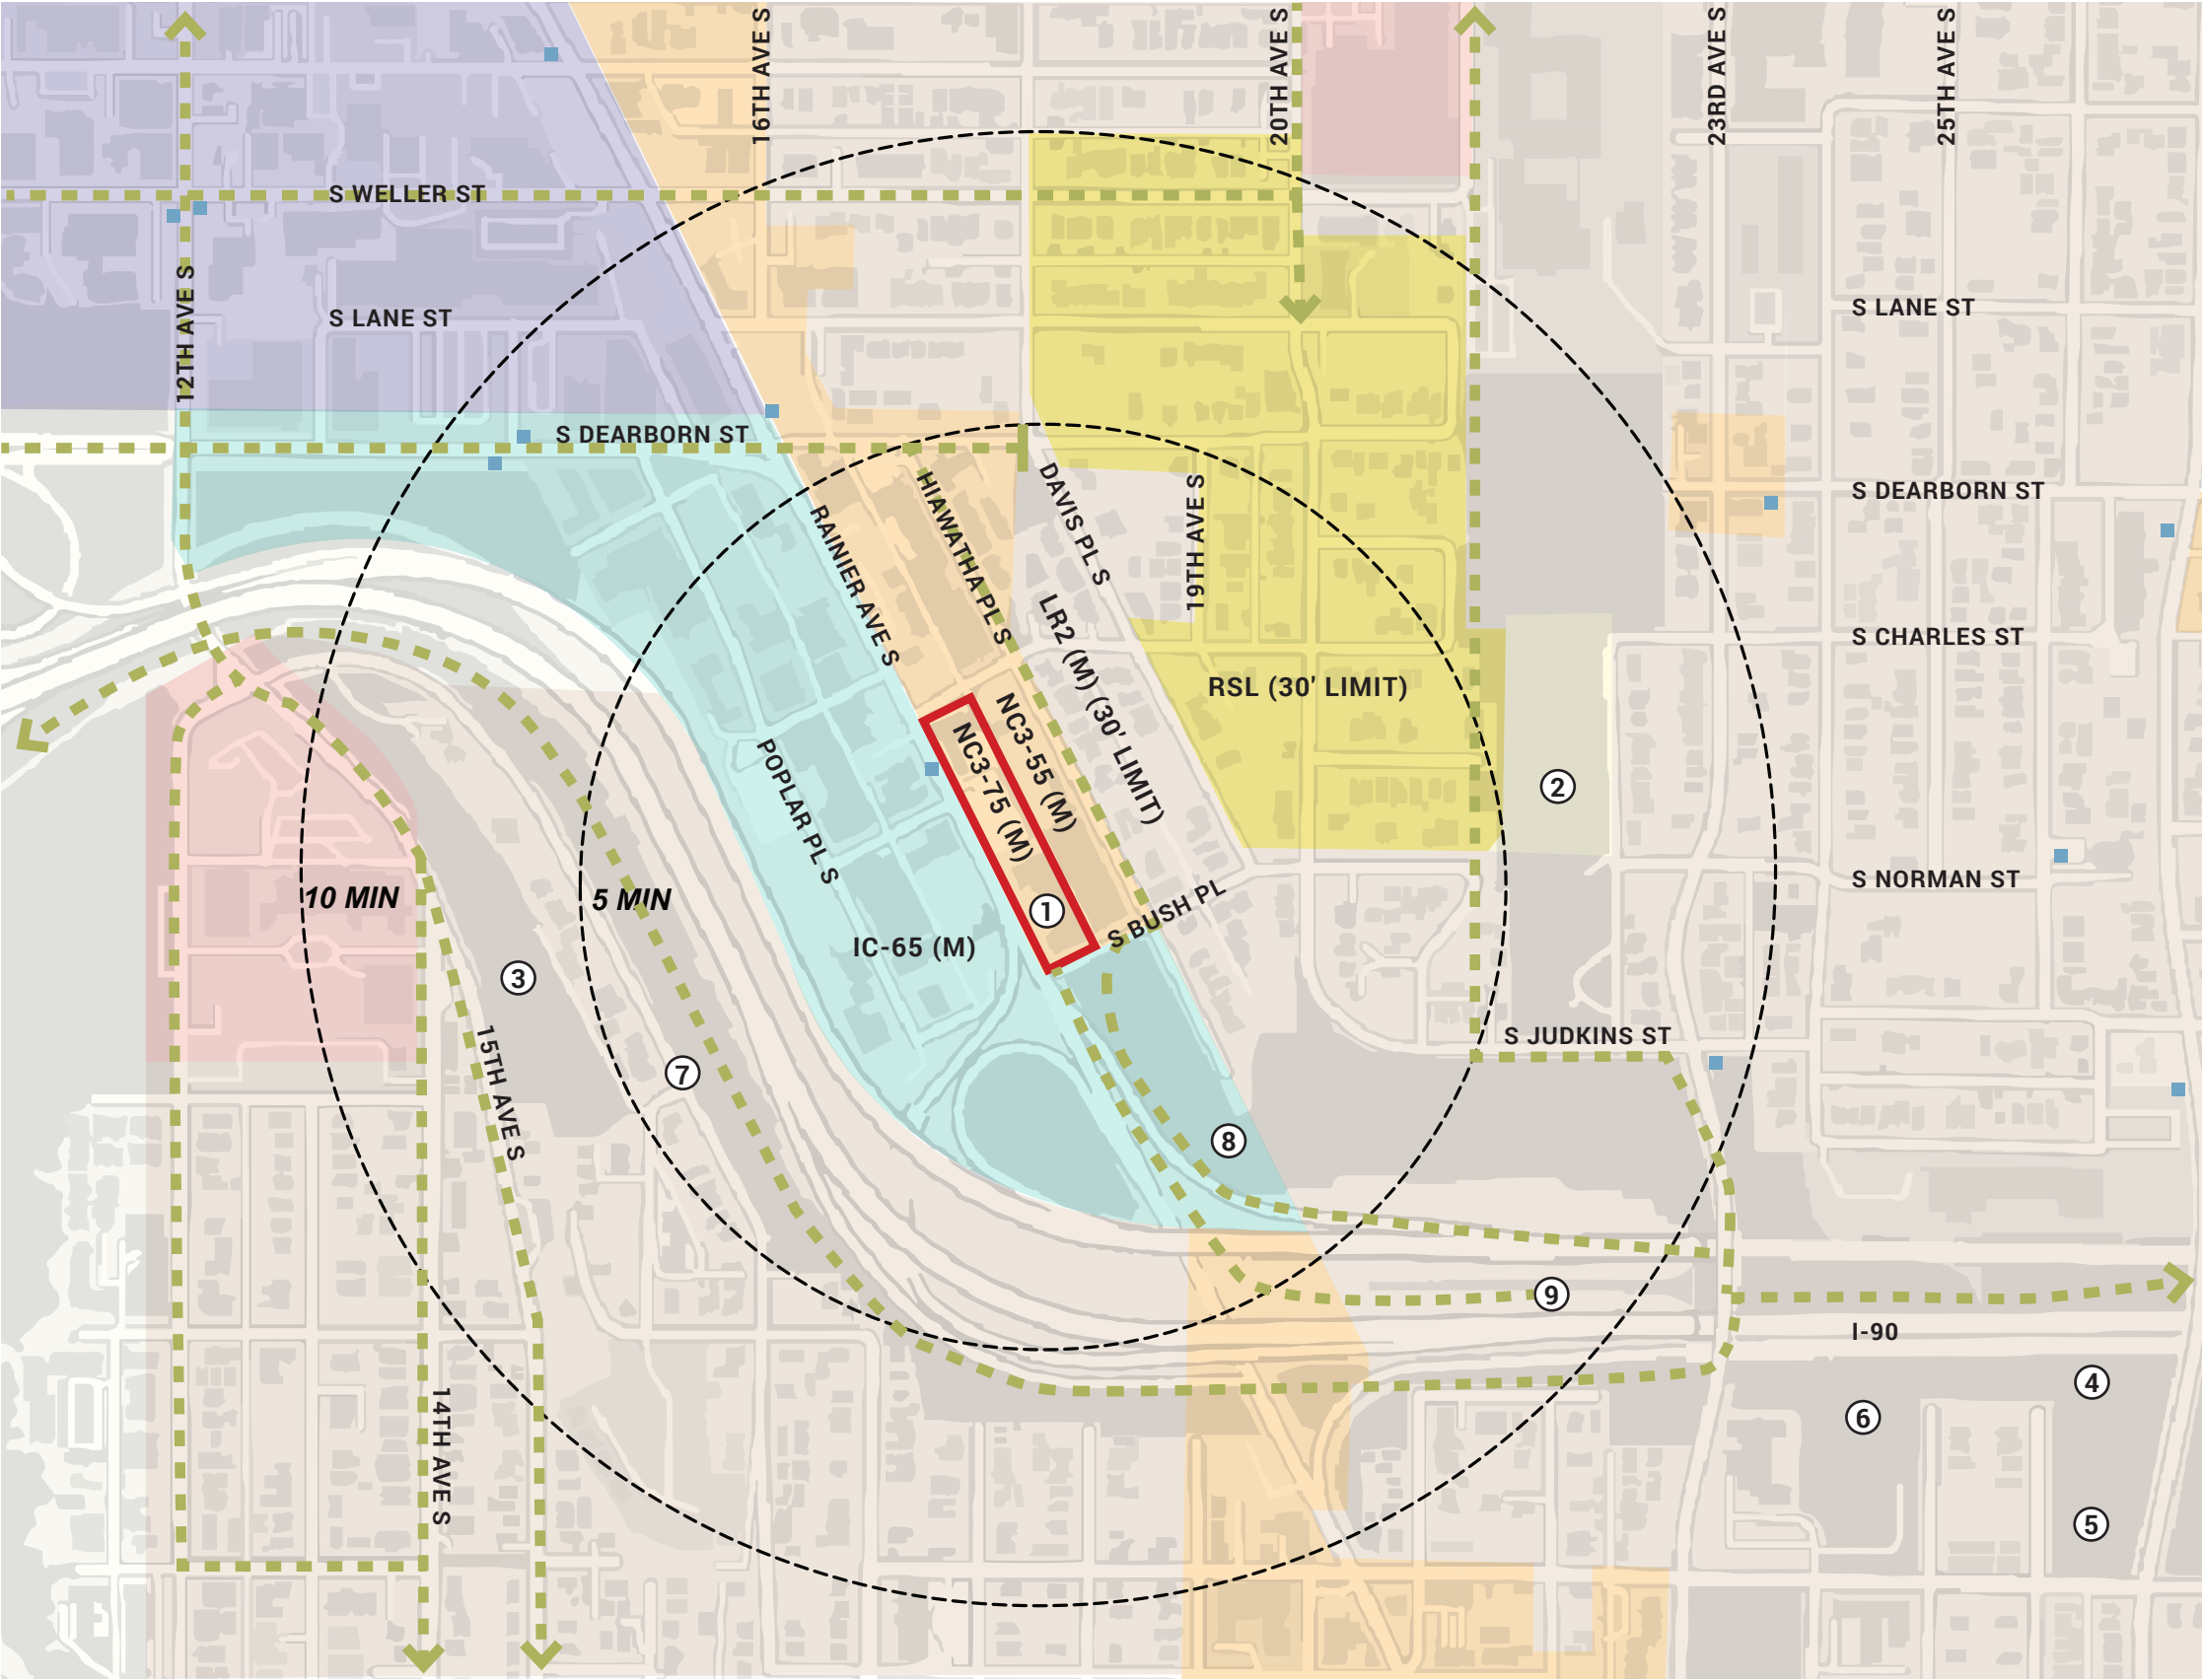 16TH AVE S
20TH AVE S
23RD AVE S
25TH AVE S
S WELLER ST
12TH AVE S
S LANE ST
S LANE ST
S DEARBORN ST
S DEARBORN ST
HIAWATHA PL S
DAVIS PL S
19TH AVE S
RAINIER AVE S
S CHARLES ST
LR2 (M) (30' LIMIT)
RSL (30' LIMIT)
NC3-55 (M)
NC3-75 (M)
POPLAR PL S
2
10 MIN
5 MIN
1
S BUSH PL
S NORMAN ST
IC-65 (M)
3
15TH AVE S
S JUDKINS ST
7
8
9
I-90
4
6
14TH AVE S
5